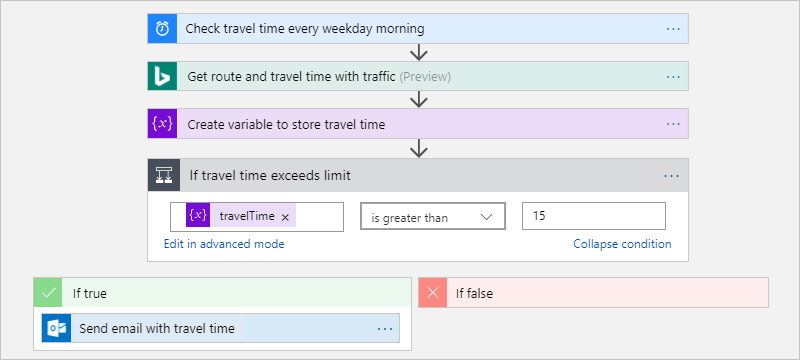 Check travel time every weekday morning
Get route and travel time with traffic (Preview)
{x} Create variable to store travel time
If travel time exceeds limit
{x} travelTime × is greater than 15
Edit in advanced mode Collapse condition
If true If false
Send email with travel time